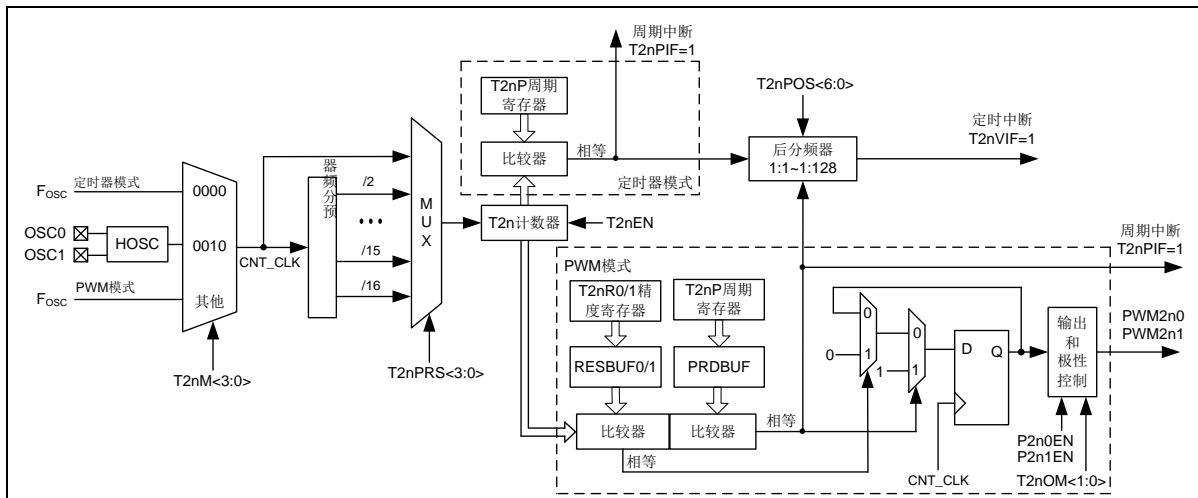 周期中断
T2nPIF=1
T2nP周期
寄存器
比较器
相等
定时器模式
T2nPOS<6:0>
后分频器
1:1~1:128
定时中断
T2nVIF=1
FOSC
定时器模式
0000
OSC0
OSC1
HOSC
0010
FOSC
PWM模式
其他
T2nM<3:0>
CNT_CLK
器频分预
/2
/15
/16
MUX
T2nPRS<3:0>
T2n计数器
T2nEN
周期中断
T2nPIF=1
PWM模式
T2nR0/1精
度寄存器
T2nP周期
寄存器
RESBUF0/1
PRDBUF
比较器
比较器
相等
相等
0
0
1
0
1
1
D
Q
CNT_CLK
输出
和
极性
控制
PWM2n0
PWM2n1
P2n0EN
P2n1EN
T2nOM<1:0>